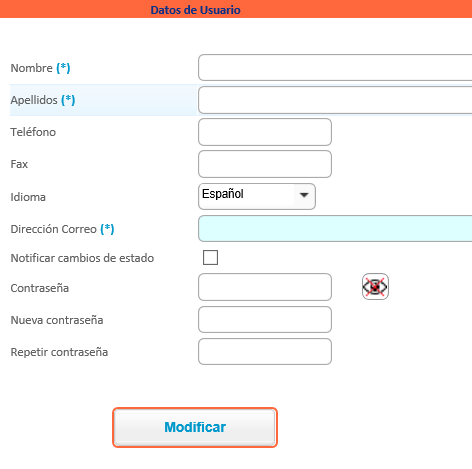 Datos de Usuario
Nombre (*)
Apellidos (*)
Teléfono
Fax
Idioma Español
Dirección Correo (*)
Notificar cambios de estado
Contraseña
Nueva contraseña
Repetir contraseña
Modificar